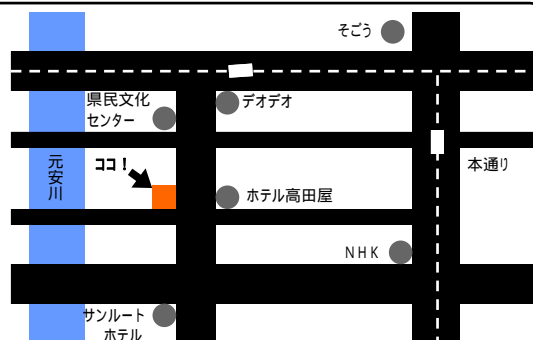 そごう
県民文化
センター
デオデオ
元安川
ココ！
本通り
ホテル高田屋
ＮＨＫ
サンルート
ホテル